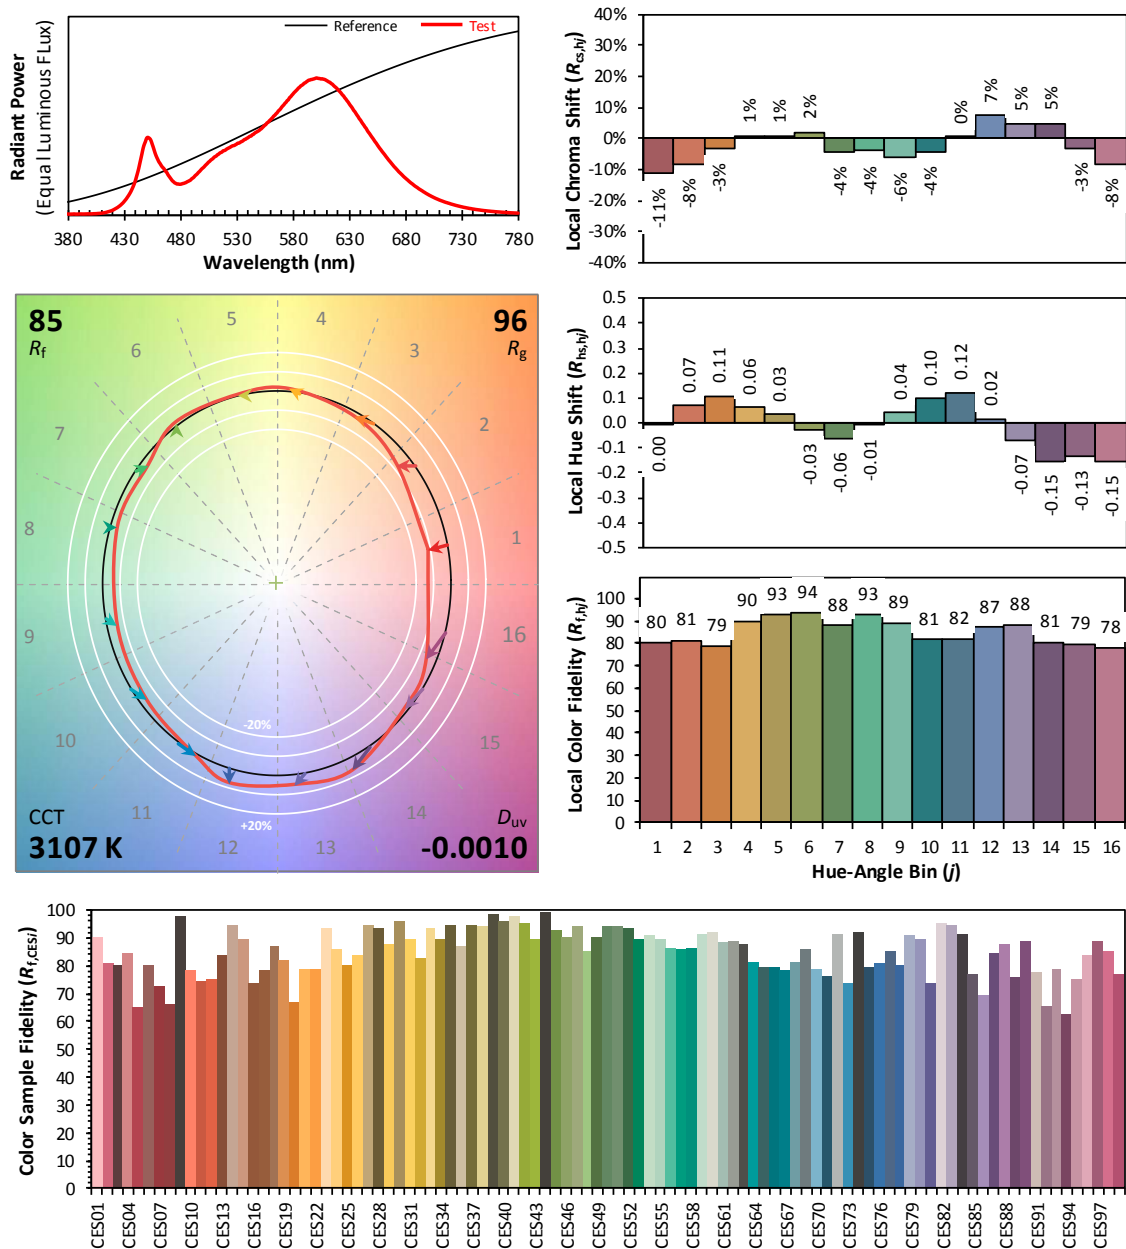 Radiant Power
(Equal Luminous FLux)
Reference
Test
380 430 480 530 580 630 680 730 780
Wavelength (nm)
Local Chroma Shift (Rcs,hj)
40%
30%
20%
10%
0%
-10%
-20%
-30%
-40%
-11% -8% -3% 1% 1% 2% -4% -4% -6% -4% 0% 7% 5% 5% -3% -8%
85
Rf
96
Rg
5 4
6 3
7 2
8 1
9 16
10 15
11 14
12 13
-20%
+20%
CCT
3107 K
Duv
-0.0010
Local Hue Shift (Rhs,hj)
0.5
0.4
0.3
0.2
0.1
0.0
-0.1
-0.2
-0.3
-0.4
-0.5
0.00 0.07 0.11 0.06 0.03 -0.03 -0.06 -0.01 0.04 0.10 0.12 0.02 -0.07 -0.15 -0.13 -0.15
Local Color Fidelity (Rf,hj)
100
90
80
70
60
50
40
30
20
10
0
80 81 79 90 93 94 88 93 89 81 82 87 88 81 79 78
1 2 3 4 5 6 7 8 9 10 11 12 13 14 15 16
Hue-Angle Bin (j)
Color Sample Fidelity (Rf,CESi)
100
90
80
70
60
50
40
30
20
10
0
CES01 CES04 CES07 CES10 CES13 CES16 CES19 CES22 CES25 CES28 CES31 CES34 CES37 CES40 CES43 CES46 CES49 CES52 CES55 CES58 CES61 CES64 CES67 CES70 CES73 CES76 CES79 CES82 CES85 CES88 CES91 CES94 CES97